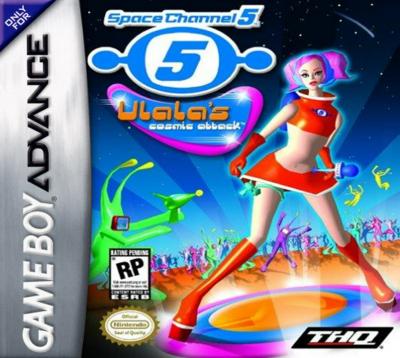 ONLY
FOR
GAME BOY ADVANCE
Space Channel 5
5
Ulala's
cosmic attack™
RATING PENDING
RP
CONTENT RATED BY
ESRB
Official
Nintendo
Seal of Quality
THQ